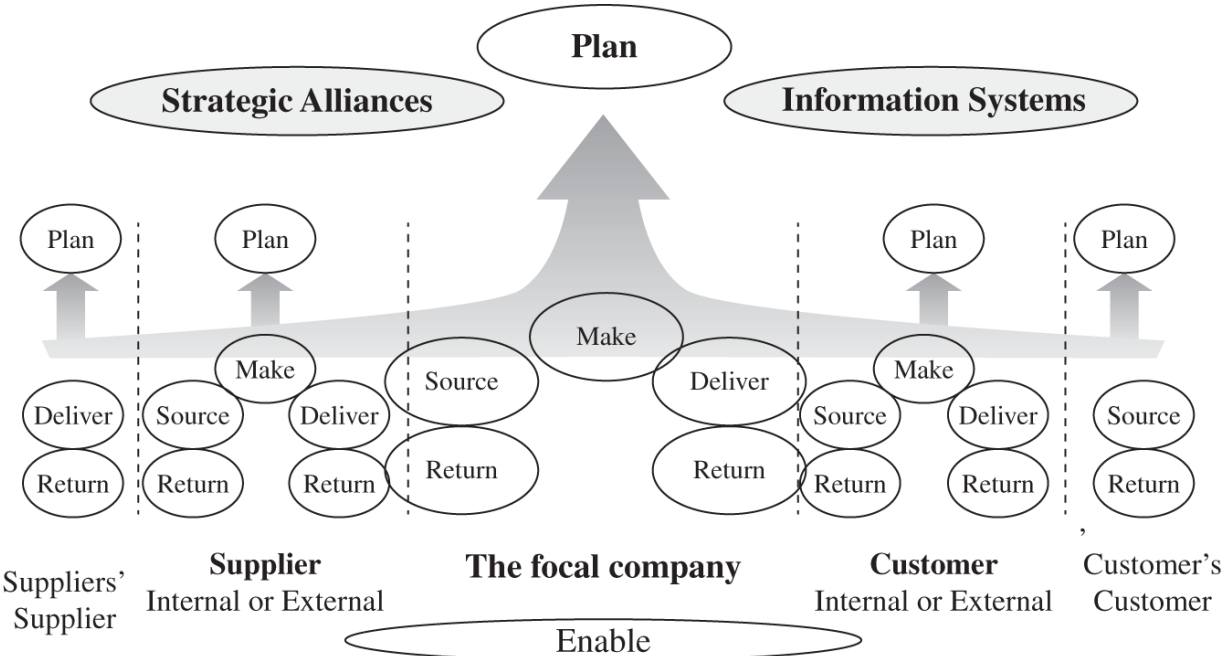 Plan
Strategic Alliances
Information Systems
Plan
Plan
Plan
Plan
Make
Make
Make
Source
Deliver
Deliver
Source
Deliver
Source
Deliver
Source
Return
Return
Return
Return
Return
Return
Return
Return
Suppliers’
Supplier
Supplier
Internal or External
The focal company
Customer
Internal or External
’
Customer's
Customer
Enable